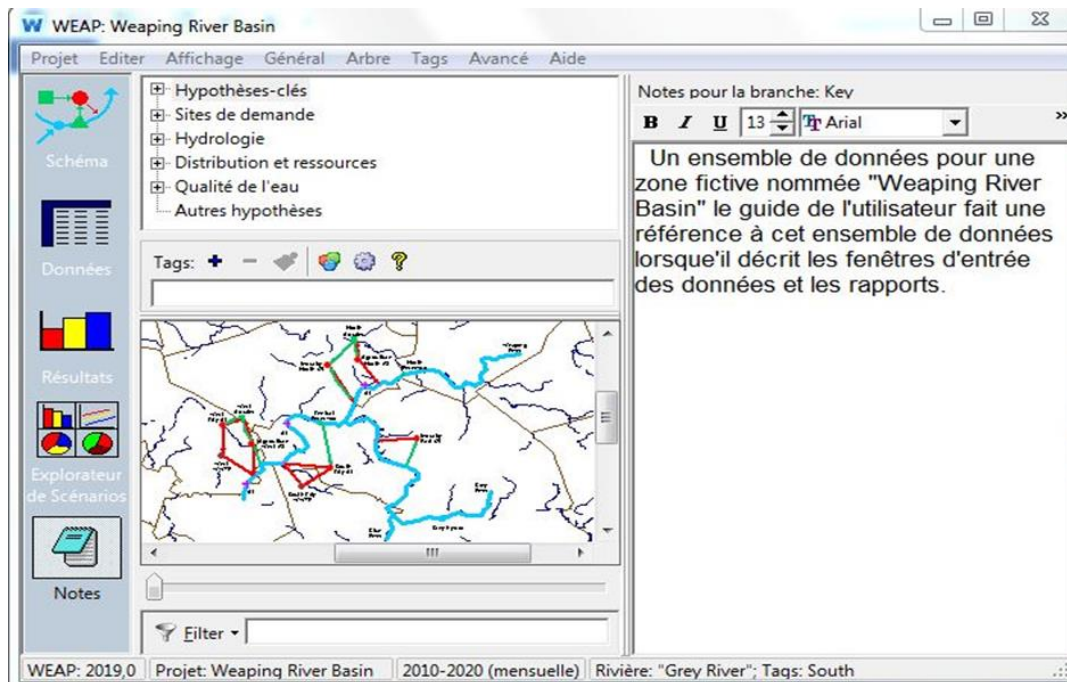 WEAP: Weaping River Basin
Projet Editer Affichage Général Arbre Tags Avancé Aide
Schéma
Données
Résultats
Explorateur
de Scénarios
Notes
Hypothèses-clés
Sites de demande
Hydrologie
Distribution et ressources
Qualité de l'eau
Autres hypothèses
Tags:
Filter
Notes pour la branche: Key
B I U 13 Arial
Un ensemble de données pour une
zone fictive nommée "Weaping River
Basin" le guide de l'utilisateur fait une
référence à cet ensemble de données
lorsque'il décrit les fenêtres d'entrée
des données et les rapports.
WEAP: 2019,0 Projet: Weaping River Basin 2010-2020 (mensuelle) Rivière: "Grey River"; Tags: South